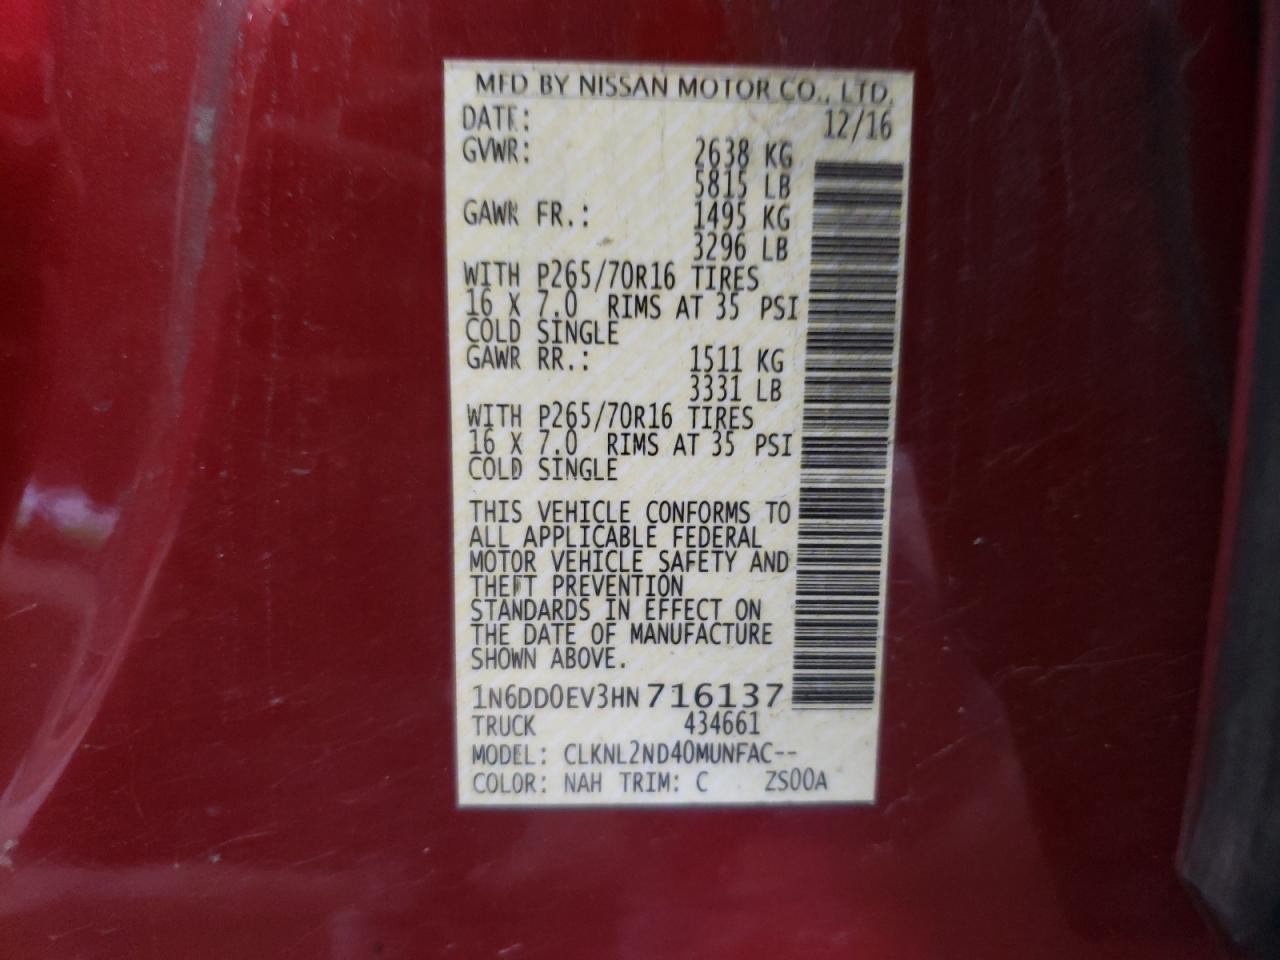 MFD BY NISSAN MOTOR CO., LTD.
DATE: 12/16
GVWR: 2638 KG
5815 LB
GAWR FR.: 1495 KG
3296 LB
WITH P265/70R16 TIRES
16 X 7.0 RIMS AT 35 PSI
COLD SINGLE
GAWR RR.: 1511 KG
3331 LB
WITH P265/70R16 TIRES
16 X 7.0 RIMS AT 35 PSI
COLD SINGLE
THIS VEHICLE CONFORMS TO
ALL APPLICABLE FEDERAL
MOTOR VEHICLE SAFETY AND
THEFT PREVENTION
STANDARDS IN EFFECT ON
THE DATE OF MANUFACTURE
SHOWN ABOVE.
1N6DD0EV3HN716137
TRUCK 434661
MODEL: CLKNL2ND40MUNFAC--
COLOR: NAH TRIM: C ZS00A